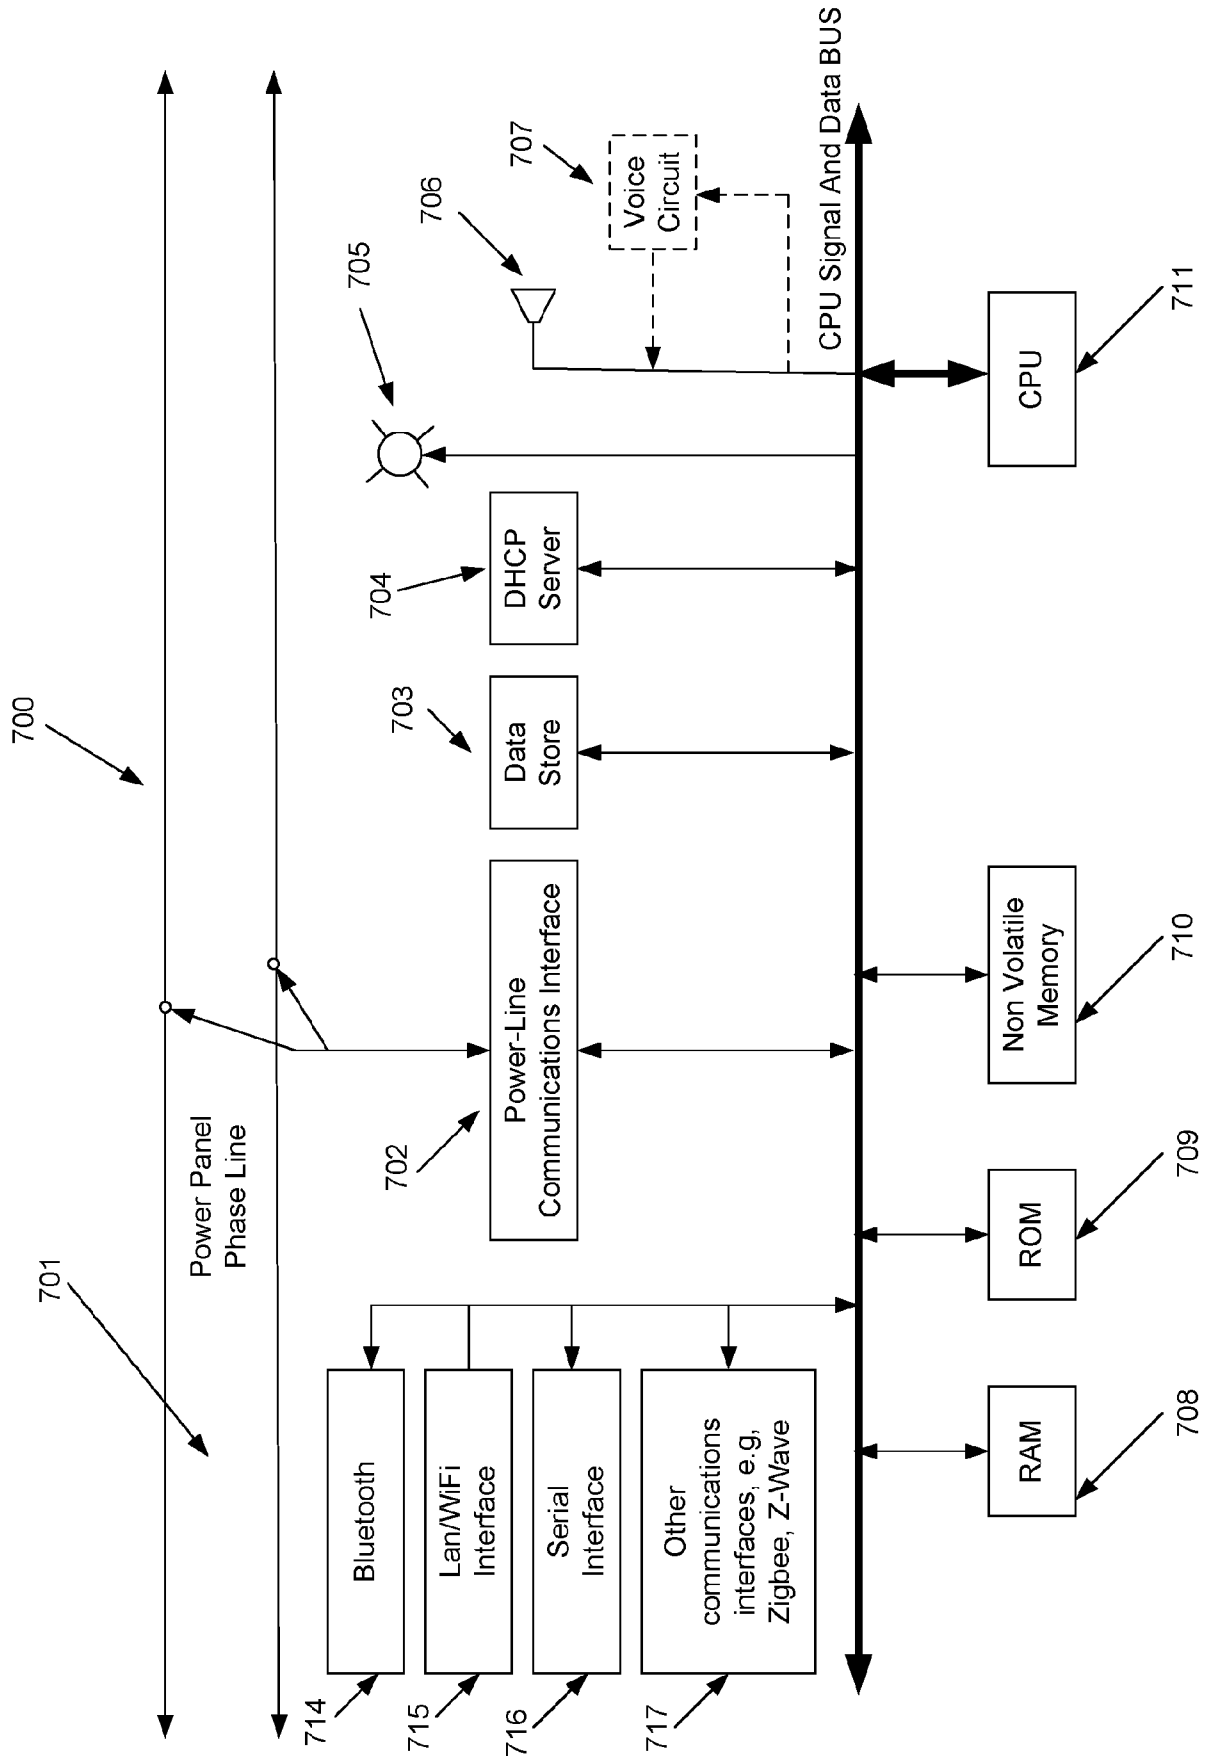 700
701
Power Panel
Phase Line
705
706
707
Voice
Circuit
704
DHCP
Server
703
Data
Store
702
Power-Line
Communications Interface
714
Bluetooth
715
Lan/WiFi
Interface
716
Serial
Interface
717
Other
communications
interfaces, e.g,
Zigbee, Z-Wave
CPU Signal And Data BUS
RAM
708
ROM
709
Non Volatile
Memory
710
CPU
711